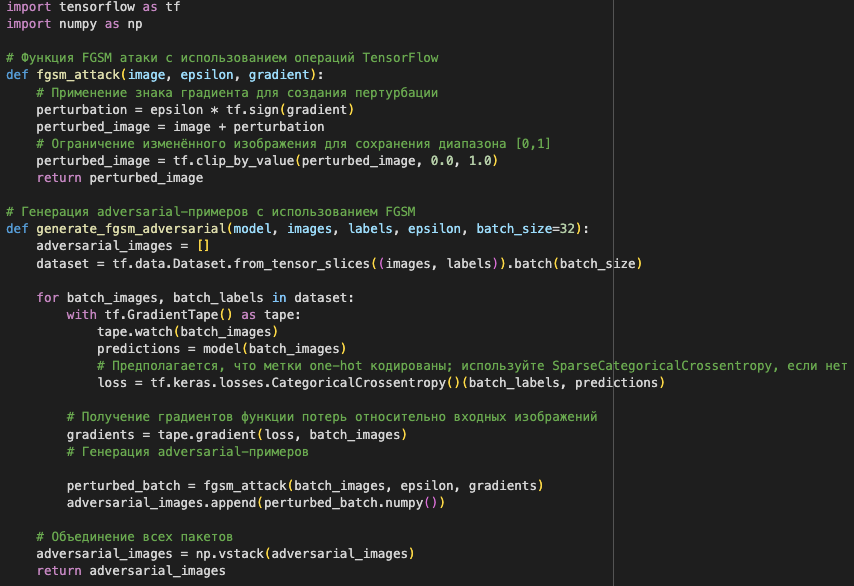 import tensorflow as tf
import numpy as np

# Функция FGSM атаки с использованием операций TensorFlow
def fgsm_attack(image, epsilon, gradient):
    # Применение знака градиента для создания пертурбации
    perturbation = epsilon * tf.sign(gradient)
    perturbed_image = image + perturbation
    # Ограничение изменённого изображения для сохранения диапазона [0,1]
    perturbed_image = tf.clip_by_value(perturbed_image, 0.0, 1.0)
    return perturbed_image

# Генерация adversarial-примеров с использованием FGSM
def generate_fgsm_adversarial(model, images, labels, epsilon, batch_size=32):
    adversarial_images = []
    dataset = tf.data.Dataset.from_tensor_slices((images, labels)).batch(batch_size)

    for batch_images, batch_labels in dataset:
        with tf.GradientTape() as tape:
            tape.watch(batch_images)
            predictions = model(batch_images)
            # Предполагается, что метки one-hot кодированы; используйте SparseCategoricalCrossentropy, если нет
            loss = tf.keras.losses.CategoricalCrossentropy()(batch_labels, predictions)

        # Получение градиентов функции потерь относительно входных изображений
        gradients = tape.gradient(loss, batch_images)
        # Генерация adversarial-примеров

        perturbed_batch = fgsm_attack(batch_images, epsilon, gradients)
        adversarial_images.append(perturbed_batch.numpy())

    # Объединение всех пакетов
    adversarial_images = np.vstack(adversarial_images)
    return adversarial_images